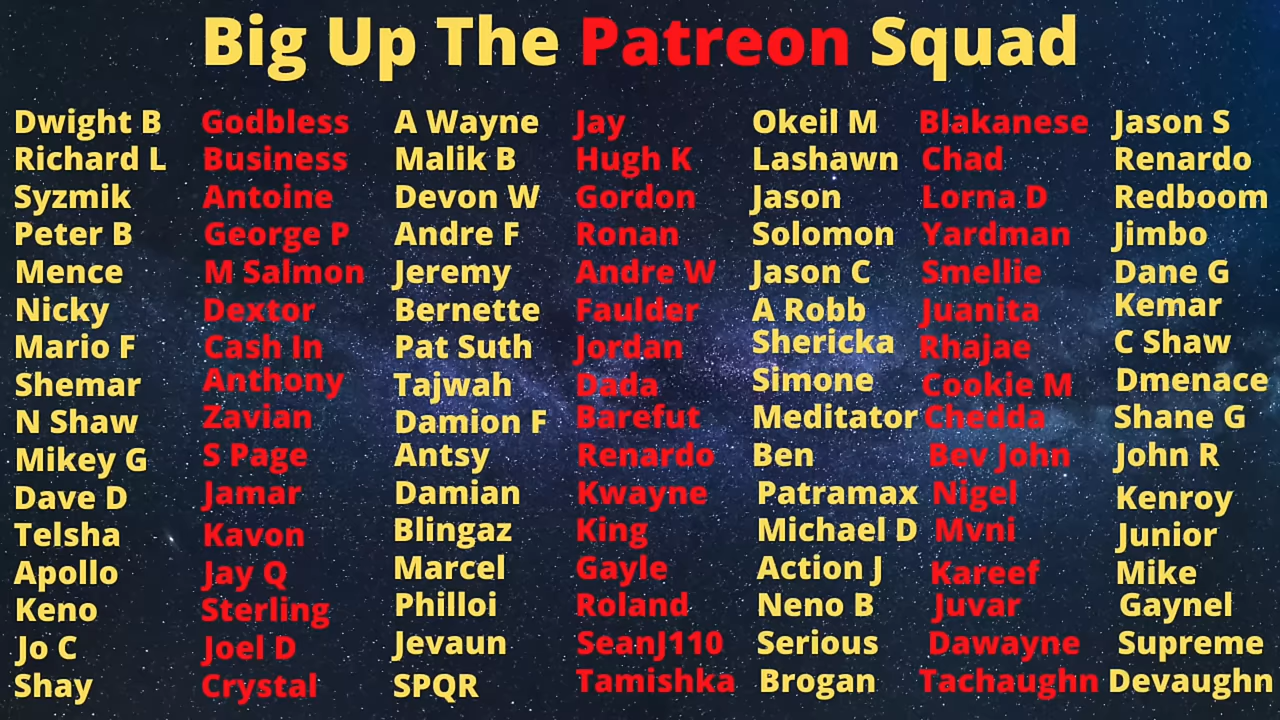 Big Up The Patreon Squad
Dwight B Godbless A Wayne Jay Okeil M Blakanese Jason S
Richard L Business Malik B Hugh K Lashawn Chad Renardo
Syzmik Antoine Devon W Gordon Jason Lorna D Redboom
Peter B George P Andre F Ronan Solomon Yardman Jimbo
Mence M Salmon Jeremy Andre W Jason C Smellie Dane G
Nicky Dextor Bernette Faulder A Robb Juanita Kemar
Mario F Cash In Pat Suth Jordan Shericka Rhajae C Shaw
Shemar Anthony Tajwah Dada Simone Cookie M Dmenace
N Shaw Zavian Damion F Barefut Meditator Chedda Shane G
Mikey G S Page Antsy Renardo Ben Bev John John R
Dave D Jamar Damian Kwayne Patramax Nigel Kenroy
Telsha Kavon Blingaz King Michael D Mvni Junior
Apollo Jay Q Marcel Gayle Action J Kareef Mike
Keno Sterling Philloi Roland Neno B Juvar Gaynel
Jo C Joel D Jevaun SeanJ110 Serious Dawayne Supreme
Shay Crystal SPQR Tamishka Brogan Tachaughn Devaughn